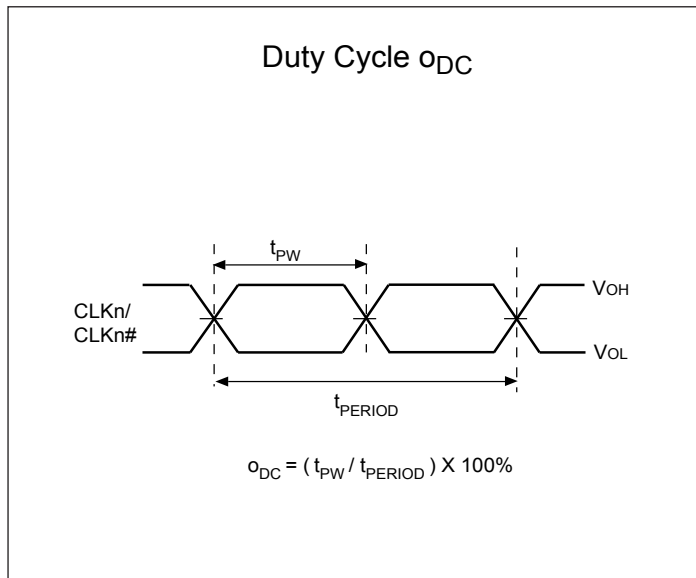 Duty Cycle oDC
tPW
CLKn/
CLKn#
VOH
VOL
tPERIOD
oDC = ( tPW / tPERIOD ) X 100%